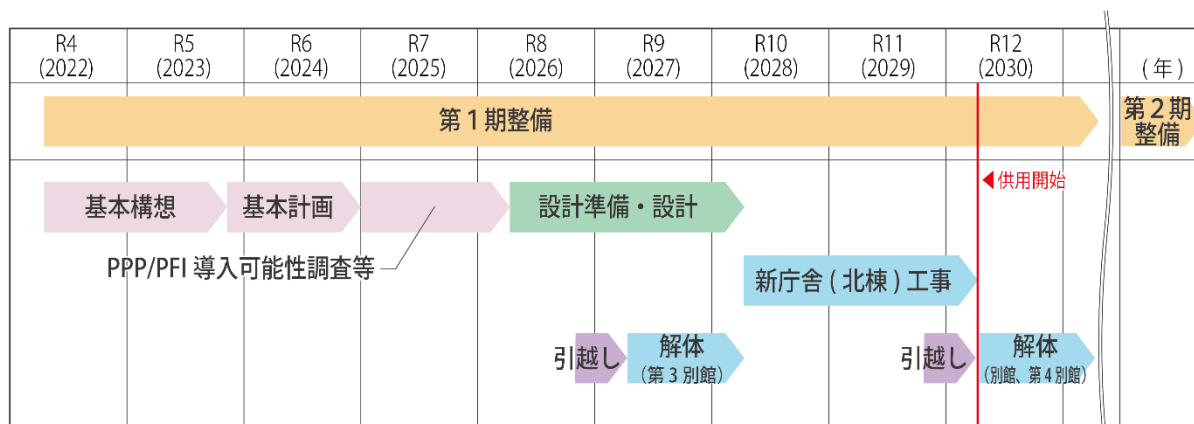 R4 R5 R6 R7 R8 R9 R10 R11 R12
(2022) (2023) (2024) (2025) (2026) (2027) (2028) (2029) (2030) (年)
第1期整備
第2期
整備
供用開始
基本構想 基本計画 設計準備・設計
PPP/PFI 導入可能性調査等
新庁舎(北棟)工事
引越し 解体
(第3別館)
引越し 解体
(別館、第4別館)